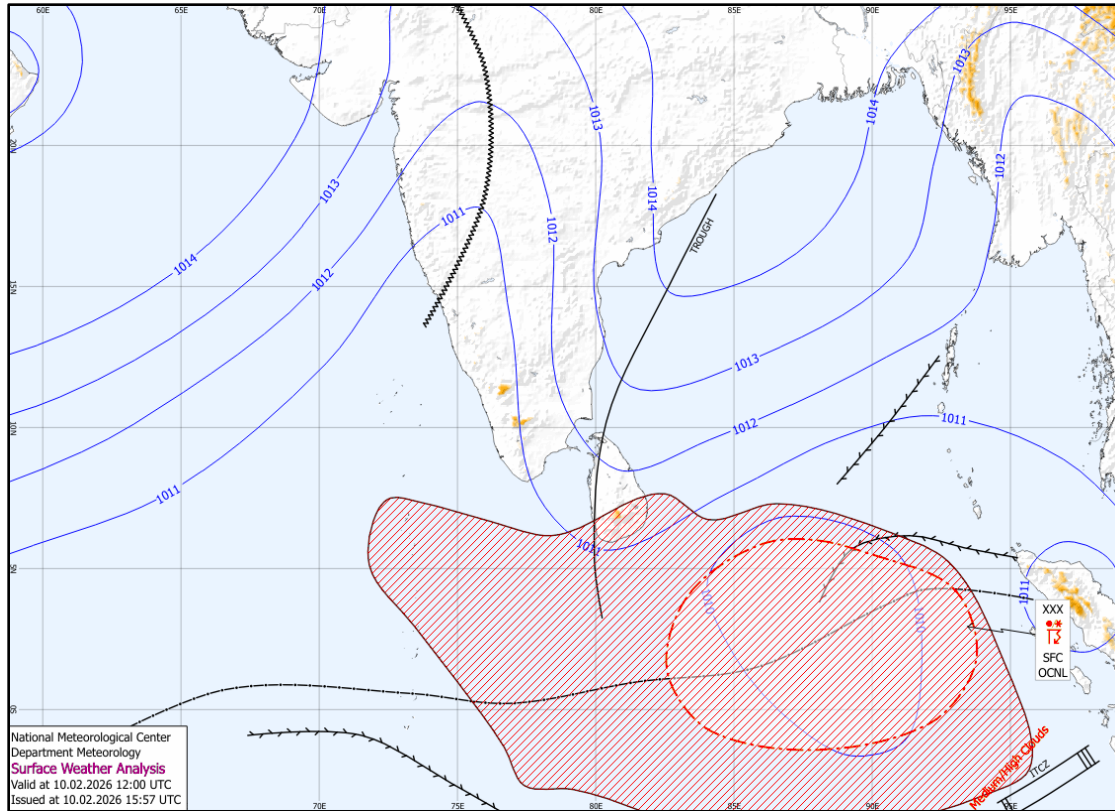 60E 65E 70E 75E 80E 85E 90E 95E
1013
1013
1014
1012
20N
1014
1013
1011
1014
1012
TROUGH
1014
1012
15N
1013
1012
1011
10N
1011
1011
5N
1011
1010
1010
XXX
SFC
OCNL
National Meteorological Center
Department Meteorology
Surface Weather Analysis
Valid at 10.02.2026 12:00 UTC
Issued at 10.02.2026 15:57 UTC
Medium/High Clouds
ITCZ
70E 75E 80E 85E 90E 95E